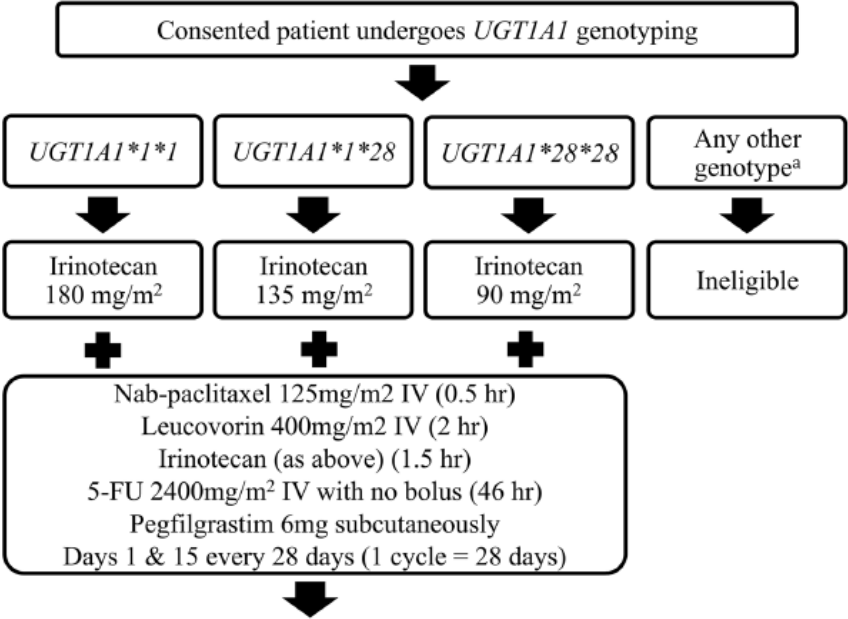 Consented patient undergoes UGT1A1 genotyping
UGT1A1*1*1
UGT1A1*1*28
UGT1A1*28*28
Any other
genotypeᵃ
Irinotecan
180 mg/m²
Irinotecan
135 mg/m²
Irinotecan
90 mg/m²
Ineligible
Nab-paclitaxel 125mg/m2 IV (0.5 hr)
Leucovorin 400mg/m2 IV (2 hr)
Irinotecan (as above) (1.5 hr)
5-FU 2400mg/m² IV with no bolus (46 hr)
Pegfilgrastim 6mg subcutaneously
Days 1 & 15 every 28 days (1 cycle = 28 days)